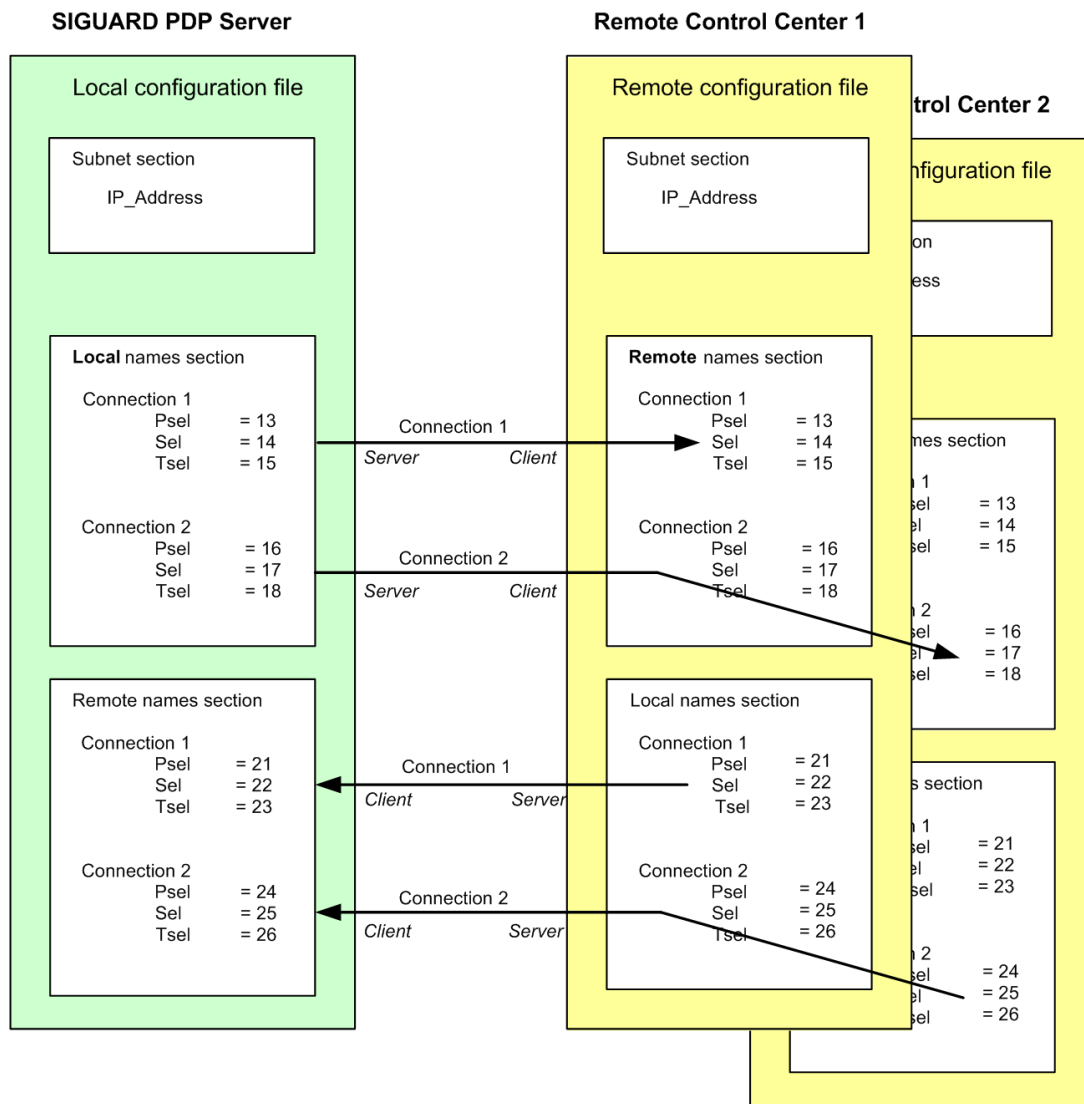 SIGUARD PDP Server
Local configuration file
Subnet section
IP_Address
Local names section
Connection 1
Psel = 13
Sel = 14
Tsel = 15
Connection 2
Psel = 16
Sel = 17
Tsel = 18
Remote names section
Connection 1
Psel = 21
Sel = 22
Tsel = 23
Connection 2
Psel = 24
Sel = 25
Tsel = 26
Connection 1
Server Client
Connection 2
Server Client
Connection 1
Client Server
Connection 2
Client Server
Remote Control Center 1
Remote configuration file
Subnet section
IP_Address
Remote names section
Connection 1
Psel = 13
Sel = 14
Tsel = 15
Connection 2
Psel = 16
Sel = 17
Tsel = 18
Local names section
Connection 1
Psel = 21
Sel = 22
Tsel = 23
Connection 2
Psel = 24
Sel = 25
Tsel = 26
trol Center 2
nfiguration file
on
ess
mes section
1
sel = 13
el = 14
sel = 15
2
sel = 16
el = 17
sel = 18
s section
1
sel = 21
el = 22
sel = 23
2
sel = 24
el = 25
sel = 26